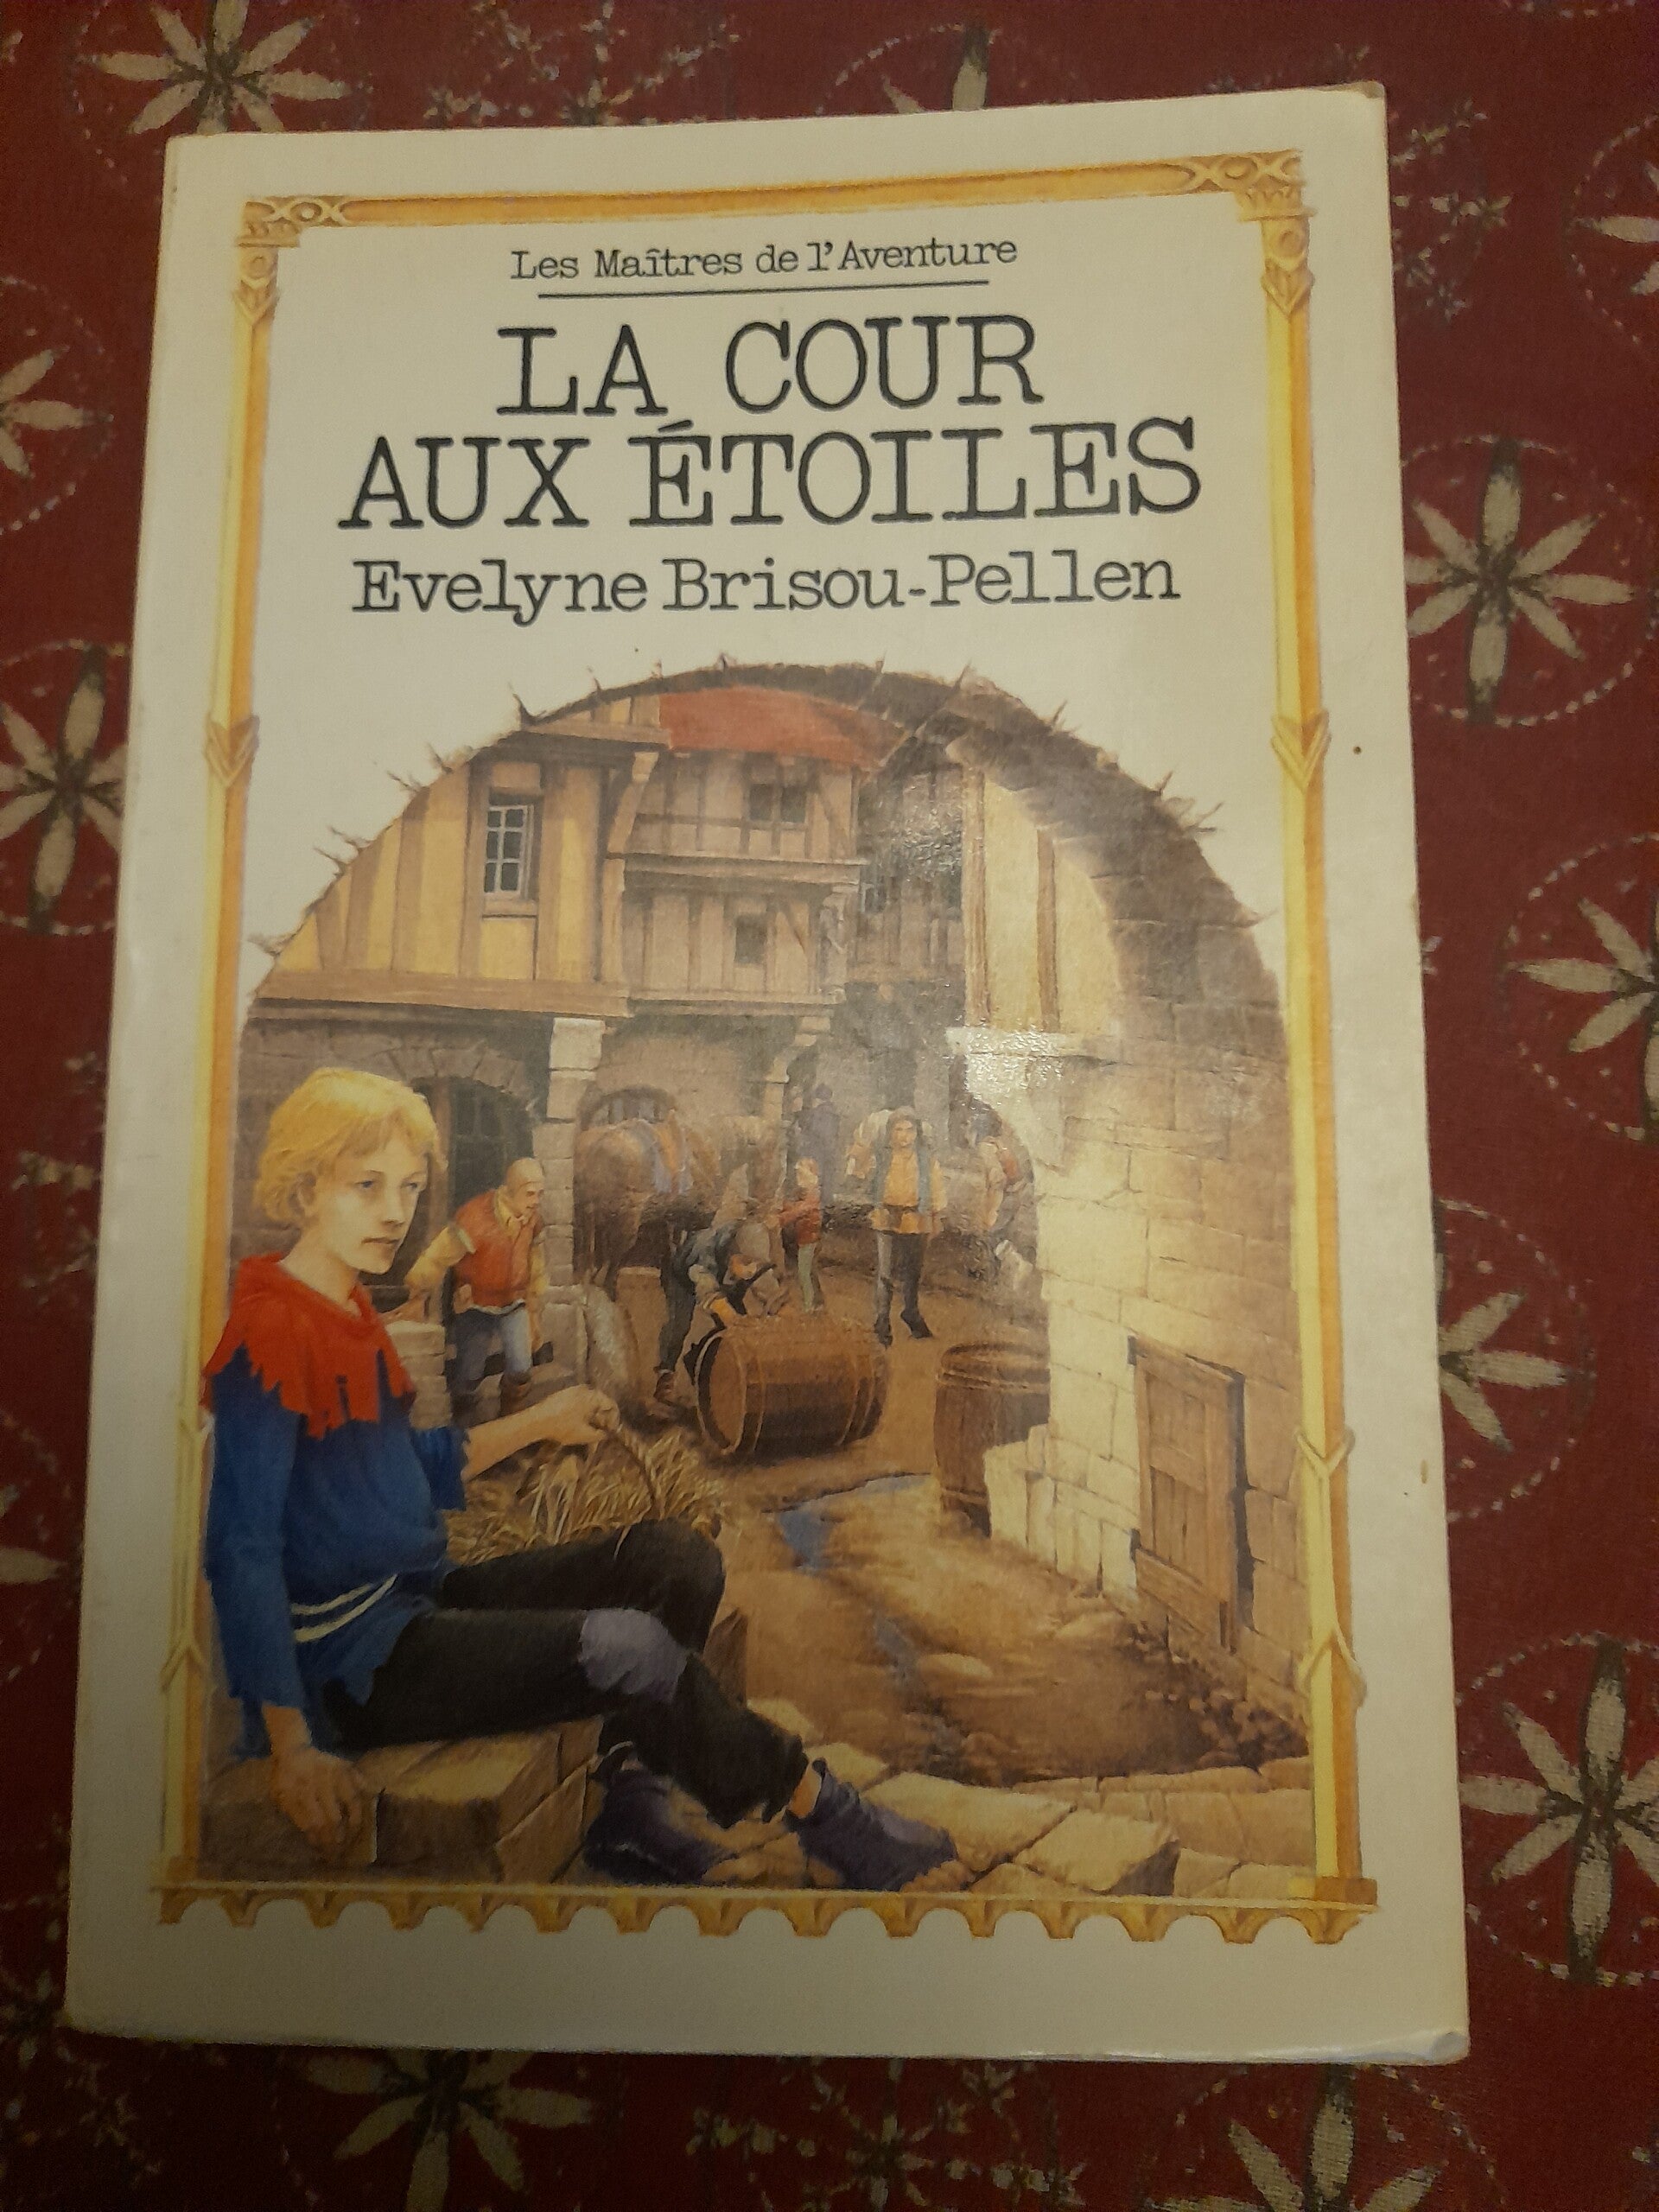 Les Maîtres de l'Aventure
LA COUR
AUX ÉTOILES
Evelyne Brisou-Pellen